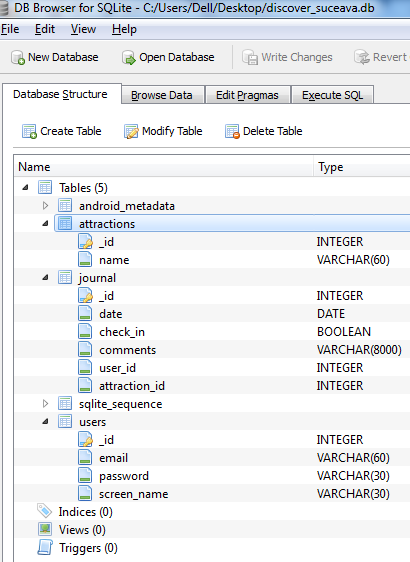 DB Browser for SQLite - C:/Users/Dell/Desktop/discover_suceava.db
File Edit View Help
New Database Open Database Write Changes Revert
Database Structure Browse Data Edit Pragmas Execute SQL
Create Table Modify Table Delete Table
Name Type
Tables (5)
android_metadata
attractions
_id INTEGER
name VARCHAR(60)
journal
_id INTEGER
date DATE
check_in BOOLEAN
comments VARCHAR(8000)
user_id INTEGER
attraction_id INTEGER
sqlite_sequence
users
_id INTEGER
email VARCHAR(60)
password VARCHAR(30)
screen_name VARCHAR(30)
Indices (0)
Views (0)
Triggers (0)